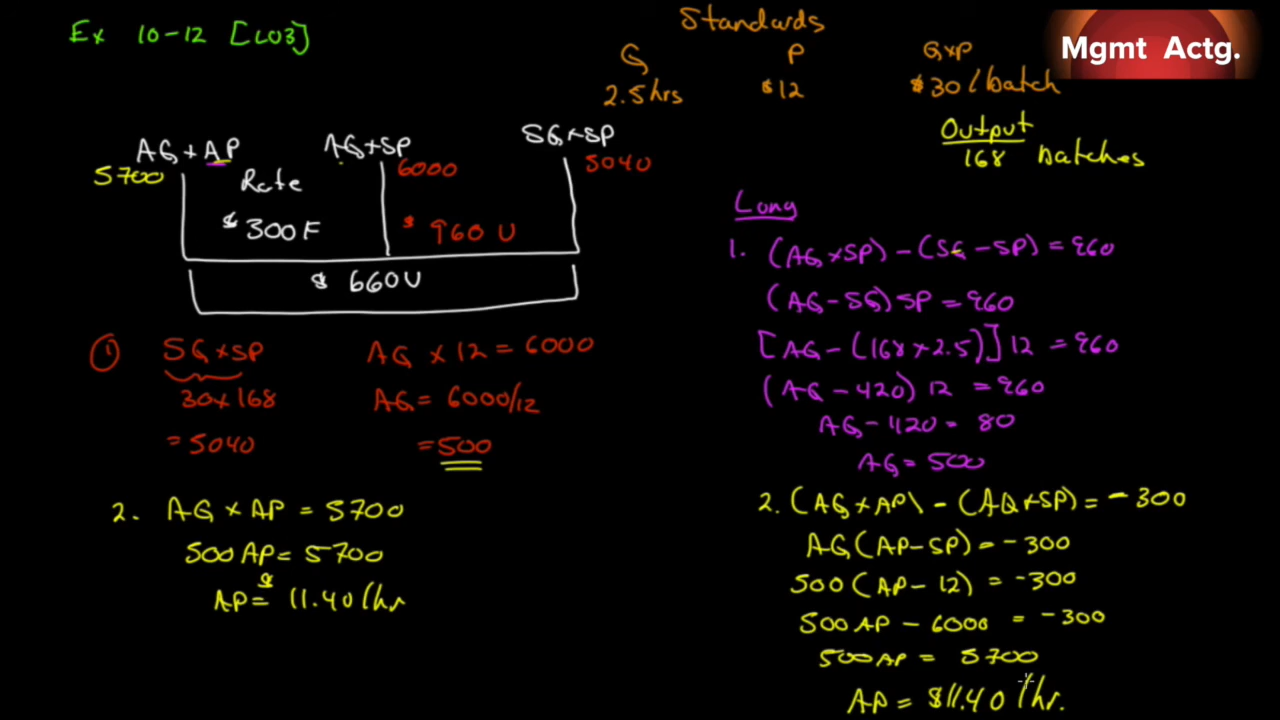 Ex 10-12 [LO3]
Standards
Q P QxP
2.5 hrs $12 $30/batch
Mgmt Actg.
Output
168 batches
AQ x AP AQ x SP SQ x SP
5700 6000 5040
Rate
$300F $960 U
$660U
① SQ x SP
30 x 168
= 5040
AQ x 12 = 6000
AQ = 6000/12
= 500
2. AQ x AP = 5700
500 AP = 5700
AP = $11.40/hr
Long
1. (AQ x SP) - (SQ - SP) = 960
(AQ - SQ) SP = 960
[AQ - (168 x 2.5)] 12 = 960
(AQ - 420) 12 = 960
AQ - 420 = 80
AQ = 500
2. (AQ x AP) - (AQ x SP) = -300
AQ (AP - SP) = -300
500 (AP - 12) = -300
500 AP - 6000 = -300
500 AP = 5700
AP = $11.40/hr.